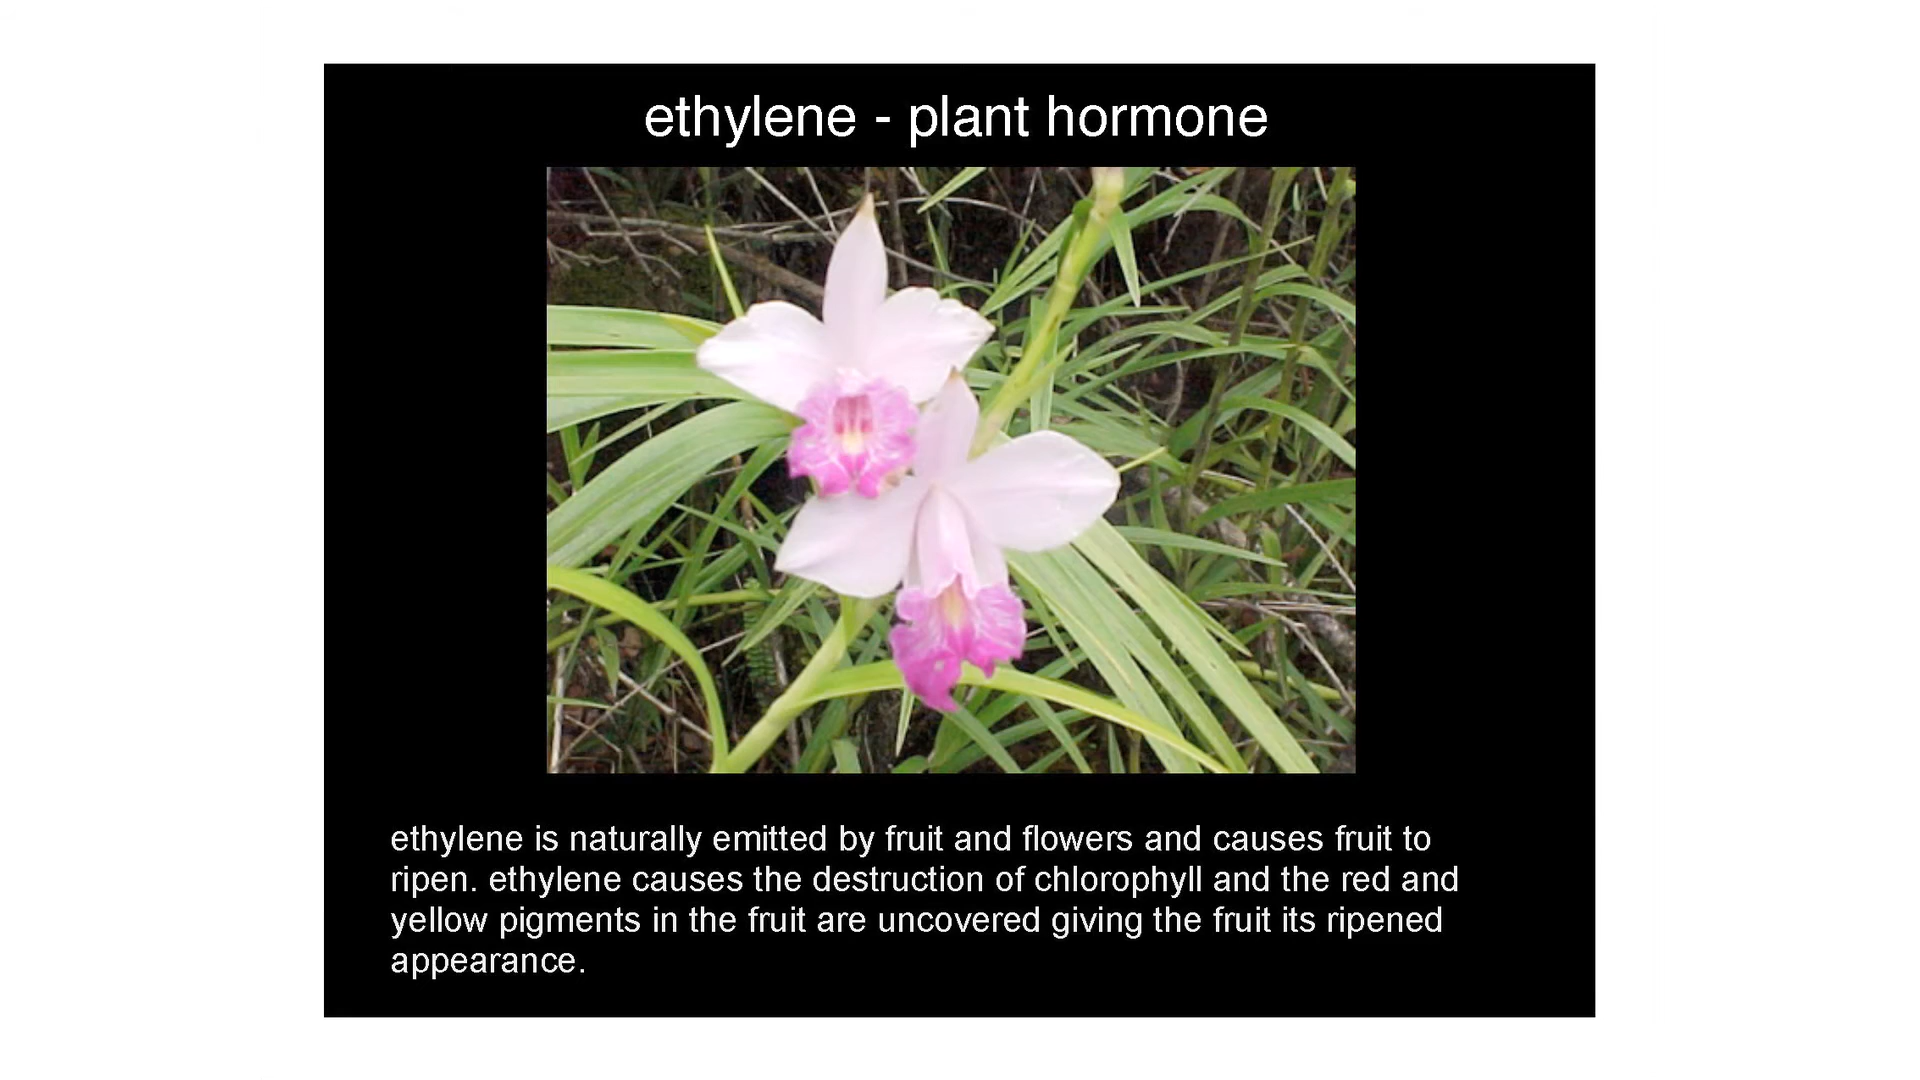 ethylene - plant hormone
ethylene is naturally emitted by fruit and flowers and causes fruit to
ripen. ethylene causes the destruction of chlorophyll and the red and
yellow pigments in the fruit are uncovered giving the fruit its ripened
appearance.